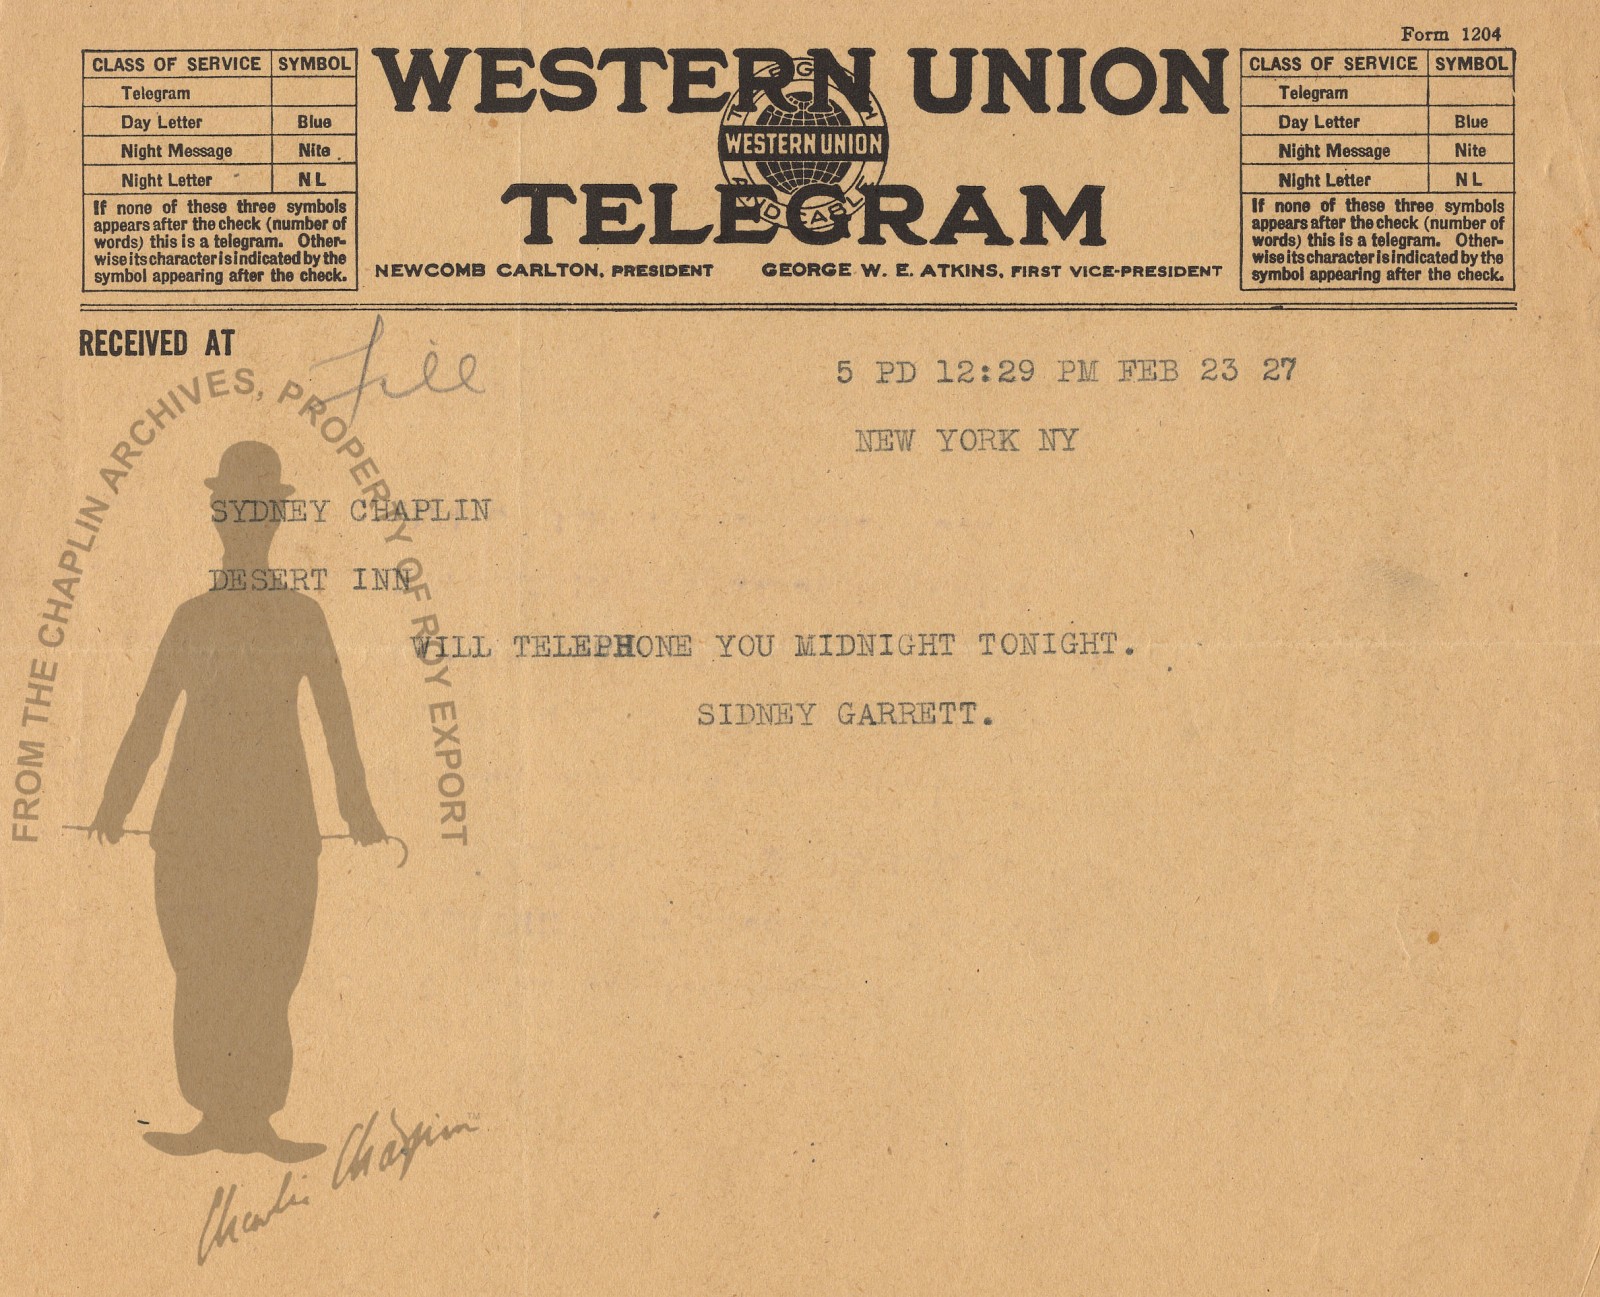 Form 1204
CLASS OF SERVICE SYMBOL
Telegram
Day Letter Blue
Night Message Nite
Night Letter N L
If none of these three symbols
appears after the check (number of
words) this is a telegram. Other-
wise its character is indicated by the
symbol appearing after the check.
WESTERN UNION
WESTERN UNION
TELEGRAM
NEWCOMB CARLTON, PRESIDENT GEORGE W. E. ATKINS, FIRST VICE-PRESIDENT
CLASS OF SERVICE SYMBOL
Telegram
Day Letter Blue
Night Message Nite
Night Letter N L
If none of these three symbols
appears after the check (number of
words) this is a telegram. Other-
wise its character is indicated by the
symbol appearing after the check.
RECEIVED AT
5 PD 12:29 PM FEB 23 27
NEW YORK NY
SYDNEY CHAPLIN
DESERT INN
WILL TELEPHONE YOU MIDNIGHT TONIGHT.
SIDNEY GARRETT.
FROM THE CHAPLIN ARCHIVES, PROPERTY OF ROY EXPORT
Charlie Chaplin™